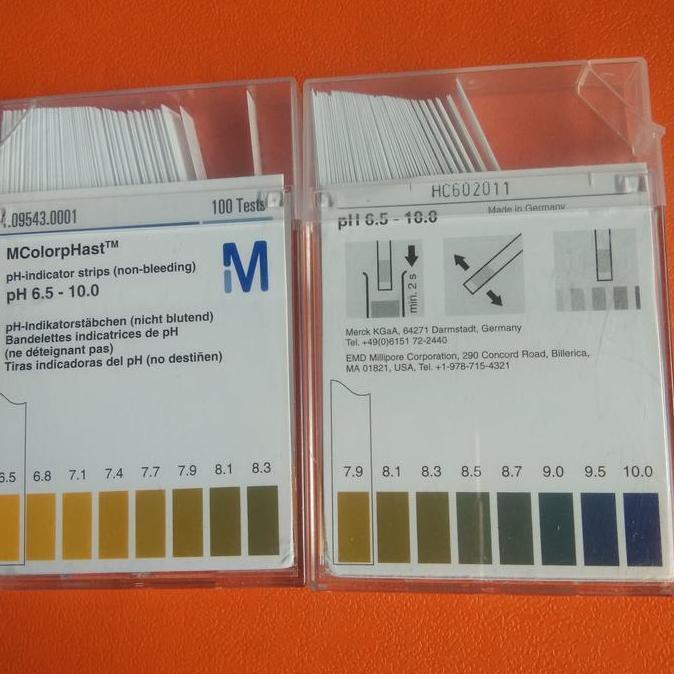 1.09543.0001
100 Tests
MColorpHast™
pH-indicator strips (non-bleeding)
pH 6.5 - 10.0
M
pH-Indikatorstäbchen (nicht blutend)
Bandelettes indicatrices de pH
(ne déteignant pas)
Tiras indicadoras del pH (no destiñen)
6.5 6.8 7.1 7.4 7.7 7.9 8.1 8.3
HC602011
Made in Germany
pH 6.5 - 10.0
min. 2 s
Merck KGaA, 64271 Darmstadt, Germany
Tel. +49(0)6151 72-2440
EMD Millipore Corporation, 290 Concord Road, Billerica,
MA 01821, USA, Tel. +1-978-715-4321
7.9 8.1 8.3 8.5 8.7 9.0 9.5 10.0